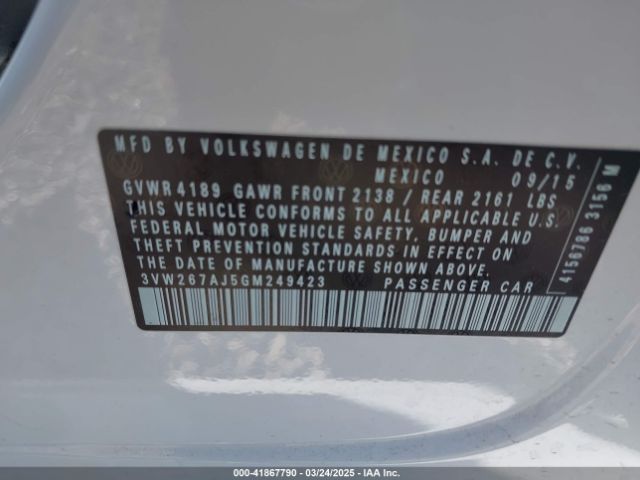 MFD BY VOLKSWAGEN DE MEXICO S.A. DE C.V.
MEXICO 09/15
GVWR 4189 GAWR FRONT 2138 / REAR 2161 LBS
THIS VEHICLE CONFORMS TO ALL APPLICABLE U.S.
FEDERAL MOTOR VEHICLE SAFETY, BUMPER AND
THEFT PREVENTION STANDARDS IN EFFECT ON
THE DATE OF MANUFACTURE SHOWN ABOVE.
3VW267AJ5GM249423 PASSENGER CAR
4156786 3156 M
000-41867790 - 03/24/2025 - IAA Inc.